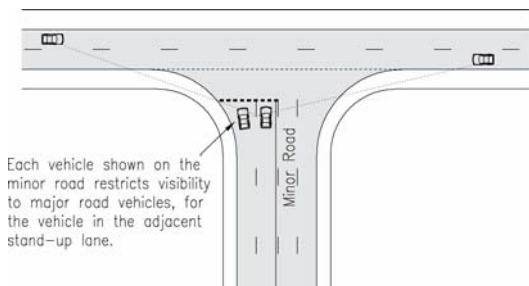 Each vehicle shown on the
minor road restricts visibility
to major road vehicles, for
the vehicle in the adjacent
stand-up lane.
Minor Road